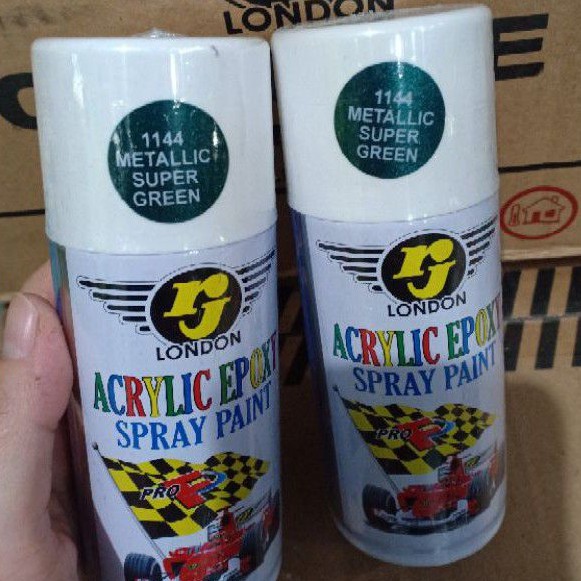 LONDON
1144
METALLIC
SUPER
GREEN
rj
LONDON
ACRYLIC EPOXY
SPRAY PAINT
PRO
1144
METALLIC
SUPER
GREEN
rj
LONDON
ACRYLIC EPOXY
SPRAY PAINT
PRO